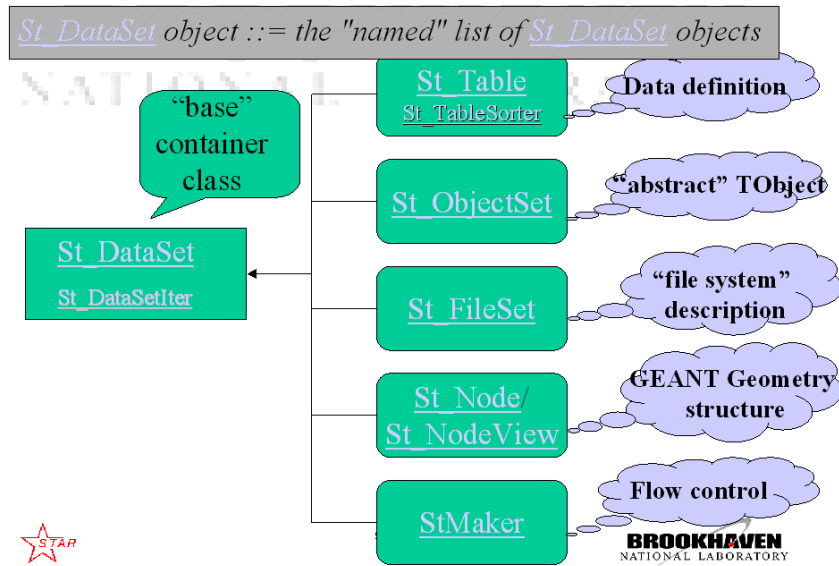 St_DataSet object ::= the "named" list of St_DataSet objects
NATIONAL
“base”
container
class
St_DataSet
St_DataSetIter
St_Table
St_TableSorter
Data definition
St_ObjectSet
“abstract” TObject
St_FileSet
“file system”
description
St_Node/
St_NodeView
GEANT Geometry
structure
StMaker
Flow control
STAR
BROOKHAVEN
NATIONAL LABORATORY